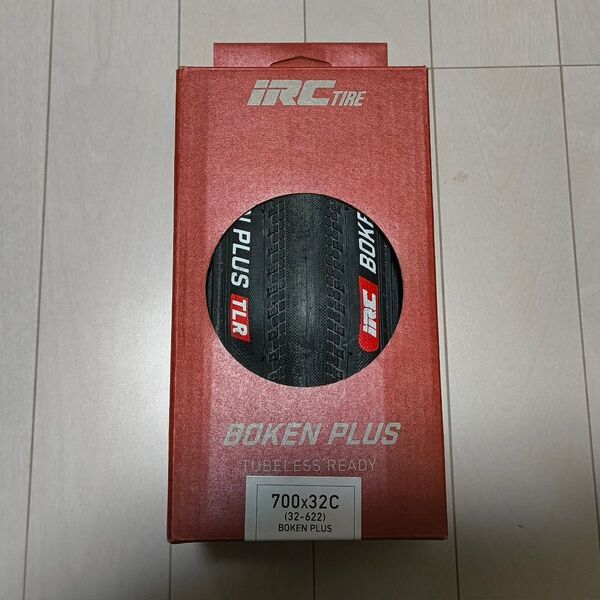 IRC TIRE
N PLUS TLR
IRC BOKE
BOKEN PLUS
TUBELESS READY
700x32C
(32-622)
BOKEN PLUS